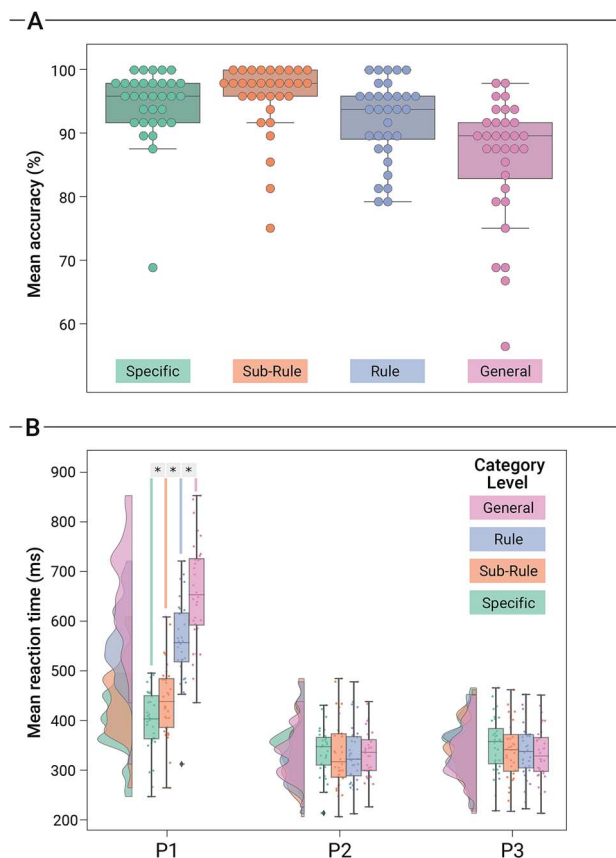 A
Mean accuracy (%)
100
90
80
70
60
Specific Sub-Rule Rule General
B
Mean reaction time (ms)
900
800
700
600
500
400
300
200
* * *
Category
Level
General
Rule
Sub-Rule
Specific
P1 P2 P3